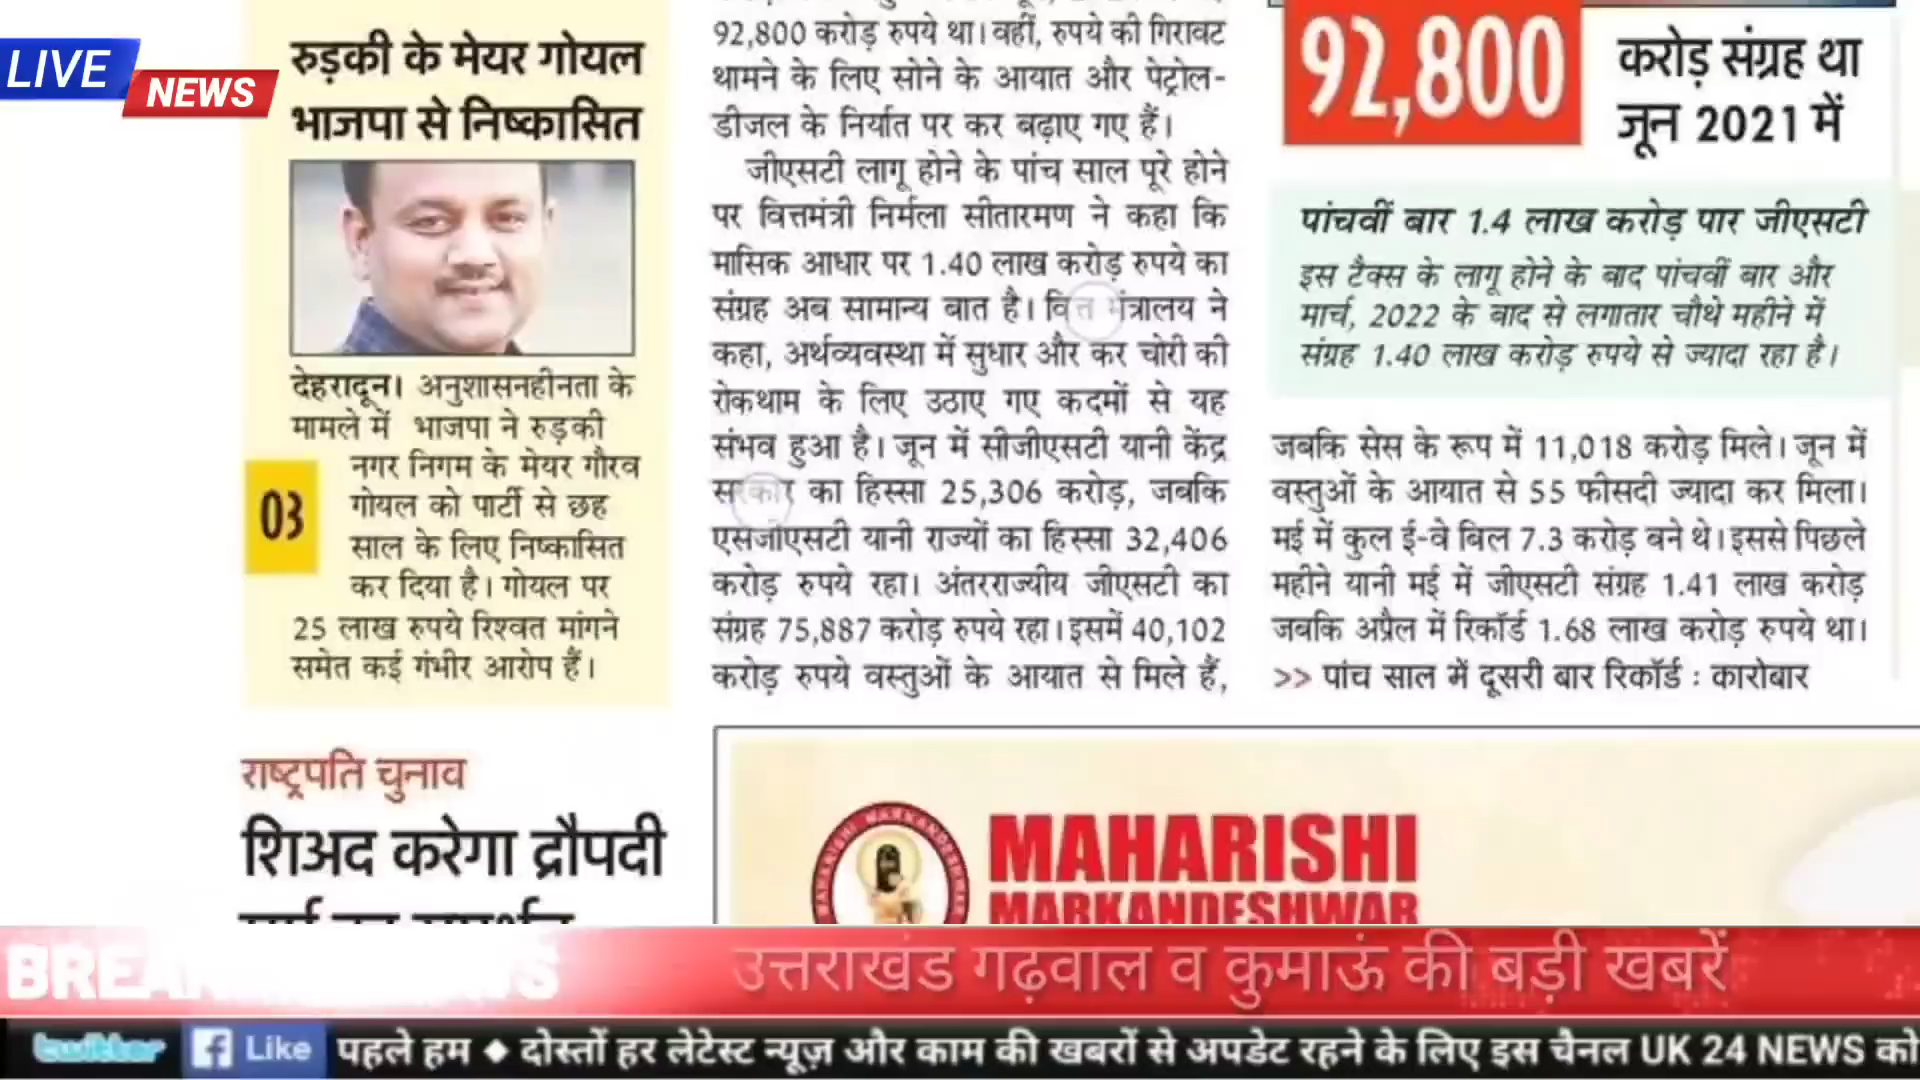 LIVE
NEWS
रुड़की के मेयर गोयल
भाजपा से निष्कासित
देहरादून। अनुशासनहीनता के
मामले में भाजपा ने रुड़की
नगर निगम के मेयर गौरव
गोयल को पार्टी से छह
साल के लिए निष्कासित
कर दिया है। गोयल पर
25 लाख रुपये रिश्वत मांगने
समेत कई गंभीर आरोप हैं।
03
राष्ट्रपति चुनाव
शिअद करेगा द्रौपदी
92,800 करोड़ रुपये था। वहीं, रुपये की गिरावट
थामने के लिए सोने के आयात और पेट्रोल-
डीजल के निर्यात पर कर बढ़ाए गए हैं।
जीएसटी लागू होने के पांच साल पूरे होने
पर वित्तमंत्री निर्मला सीतारमण ने कहा कि
मासिक आधार पर 1.40 लाख करोड़ रुपये का
संग्रह अब सामान्य बात है। वित्त मंत्रालय ने
कहा, अर्थव्यवस्था में सुधार और कर चोरी की
रोकथाम के लिए उठाए गए कदमों से यह
संभव हुआ है। जून में सीजीएसटी यानी केंद्र
सरकार का हिस्सा 25,306 करोड़, जबकि
एसजीएसटी यानी राज्यों का हिस्सा 32,406
करोड़ रुपये रहा। अंतरराज्यीय जीएसटी का
संग्रह 75,887 करोड़ रुपये रहा। इसमें 40,102
करोड़ रुपये वस्तुओं के आयात से मिले हैं,
92,800
करोड़ संग्रह था
जून 2021 में
पांचवीं बार 1.4 लाख करोड़ पार जीएसटी
इस टैक्स के लागू होने के बाद पांचवीं बार और
मार्च, 2022 के बाद से लगातार चौथे महीने में
संग्रह 1.40 लाख करोड़ रुपये से ज्यादा रहा है।
जबकि सेस के रूप में 11,018 करोड़ मिले। जून में
वस्तुओं के आयात से 55 फीसदी ज्यादा कर मिला।
मई में कुल ई-वे बिल 7.3 करोड़ बने थे। इससे पिछले
महीने यानी मई में जीएसटी संग्रह 1.41 लाख करोड़
जबकि अप्रैल में रिकॉर्ड 1.68 लाख करोड़ रुपये था।
>> पांच साल में दूसरी बार रिकॉर्ड : कारोबार
MAHARISHI
MARKANDESHWAR
उत्तराखंड गढ़वाल व कुमाऊं की बड़ी खबरें
twitter
Like
पहले हम ◆ दोस्तों हर लेटेस्ट न्यूज़ और काम की खबरों से अपडेट रहने के लिए इस चैनल UK 24 NEWS को